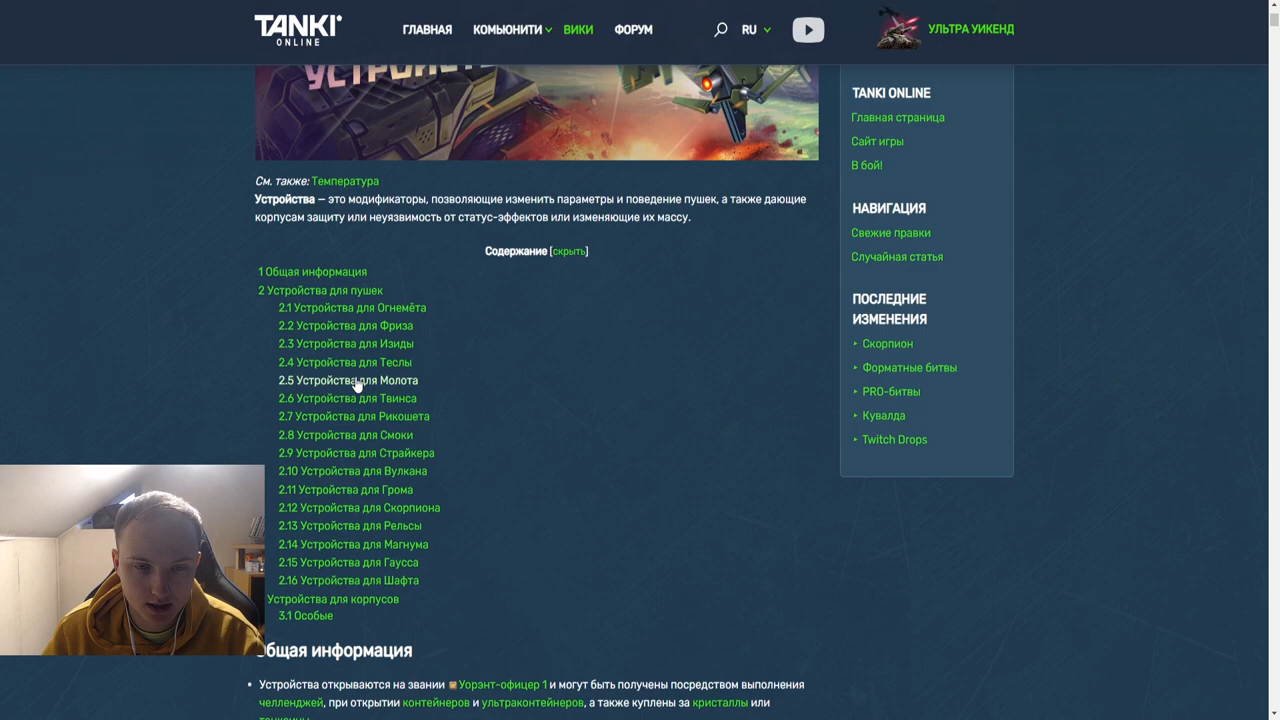 TANKI
ONLINE
ГЛАВНАЯ
КОМЬЮНИТИ
ВИКИ
ФОРУМ
RU
УЛЬТРА УИКЕНД
См. также: Температура
Устройства — это модификаторы, позволяющие изменить параметры и поведение пушек, а также дающие
корпусам защиту или неуязвимость от статус-эффектов или изменяющие их массу.
Содержание [скрыть]
1 Общая информация
2 Устройства для пушек
2.1 Устройства для Огнемёта
2.2 Устройства для Фриза
2.3 Устройства для Изиды
2.4 Устройства для Теслы
2.5 Устройства для Молота
2.6 Устройства для Твинса
2.7 Устройства для Рикошета
2.8 Устройства для Смоки
2.9 Устройства для Страйкера
2.10 Устройства для Вулкана
2.11 Устройства для Грома
2.12 Устройства для Скорпиона
2.13 Устройства для Рельсы
2.14 Устройства для Магнума
2.15 Устройства для Гаусса
2.16 Устройства для Шафта
Устройства для корпусов
3.1 Особые
Общая информация
• Устройства открываются на звании Уорэнт-офицер 1 и могут быть получены посредством выполнения
челленджей, при открытии контейнеров и ультраконтейнеров, а также куплены за кристаллы или
TANKI ONLINE
Главная страница
Сайт игры
В бой!
НАВИГАЦИЯ
Свежие правки
Случайная статья
ПОСЛЕДНИЕ
ИЗМЕНЕНИЯ
Скорпион
Форматные битвы
PRO-битвы
Кувалда
Twitch Drops